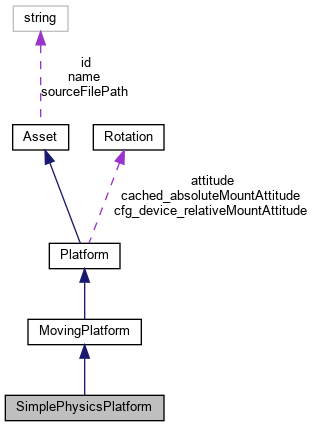 string
id
name
sourceFilePath
Asset
Rotation
attitude
cached_absoluteMountAttitude
cfg_device_relativeMountAttitude
Platform
MovingPlatform
SimplePhysicsPlatform